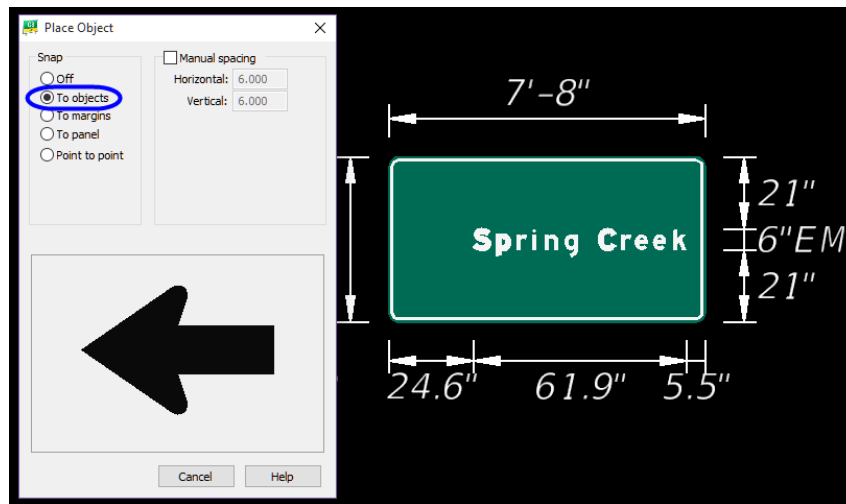 Place Object
Snap
Off
To objects
To margins
To panel
Point to point
Manual spacing
Horizontal: 6.000
Vertical: 6.000
Cancel
Help
7'-8"
Spring Creek
21"
6"EM
21"
24.6"
61.9"
5.5"